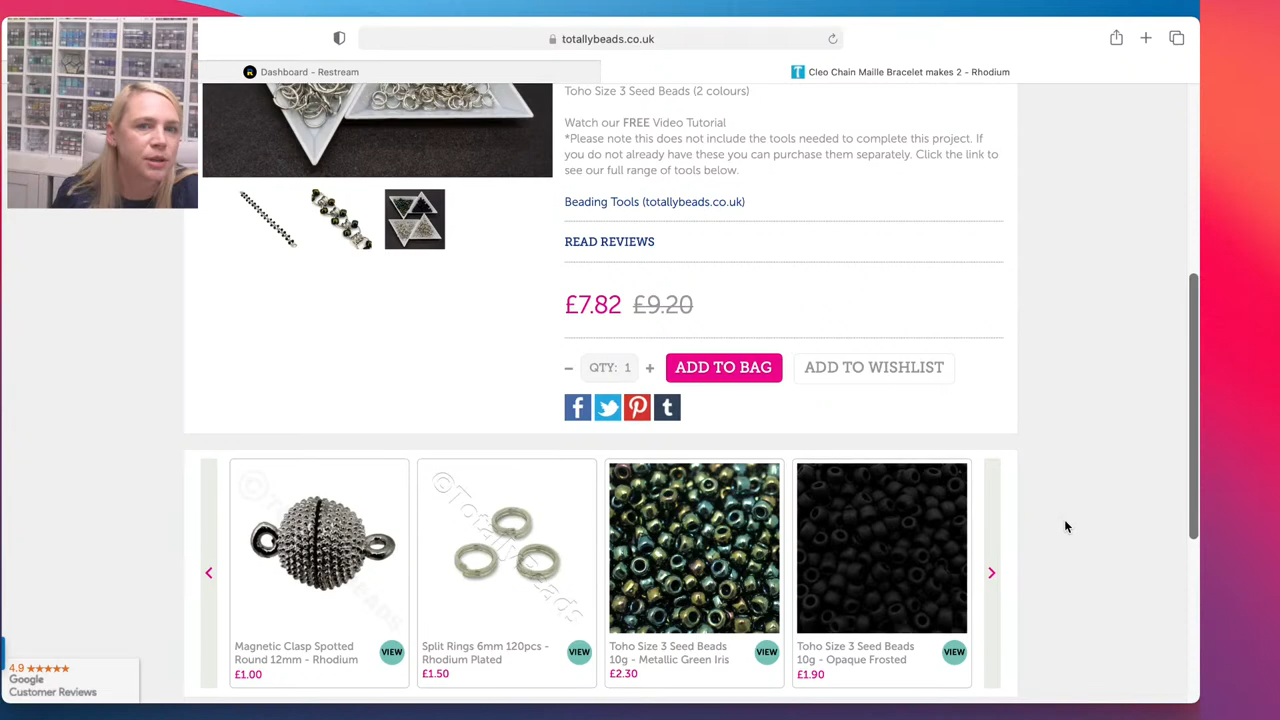 totallybeads.co.uk
Dashboard - Restream
Cleo Chain Maille Bracelet makes 2 - Rhodium
Toho Size 3 Seed Beads (2 colours)
Watch our FREE Video Tutorial
*Please note this does not include the tools needed to complete this project. If
you do not already have these you can purchase them separately. Click the link to
see our full range of tools below.
Beading Tools (totallybeads.co.uk)
READ REVIEWS
£7.82 £9.20
− QTY: 1 + ADD TO BAG ADD TO WISHLIST
©TotallyBeads
Magnetic Clasp Spotted
Round 12mm - Rhodium
£1.00
VIEW
Split Rings 6mm 120pcs -
Rhodium Plated
£1.50
VIEW
Toho Size 3 Seed Beads
10g - Metallic Green Iris
£2.30
VIEW
Toho Size 3 Seed Beads
10g - Opaque Frosted
£1.90
VIEW
4.9 ★★★★★
Google
Customer Reviews